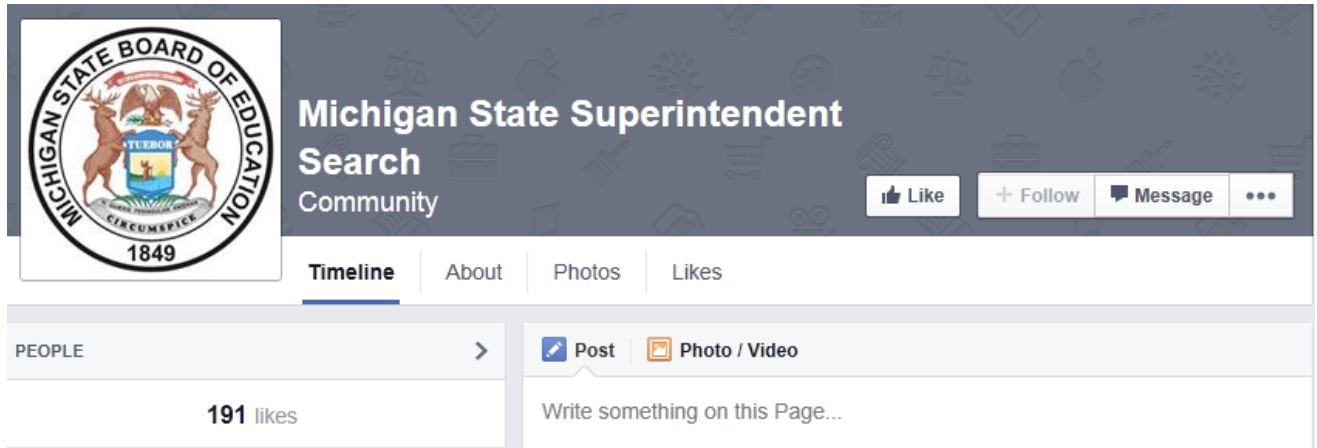 MICHIGAN STATE BOARD OF EDUCATION
TUEBOR
CIRCUMSPICE
1849
Michigan State Superintendent
Search
Community
Like
+ Follow
Message
•••
Timeline
About
Photos
Likes
PEOPLE
191 likes
Post
Photo / Video
Write something on this Page...